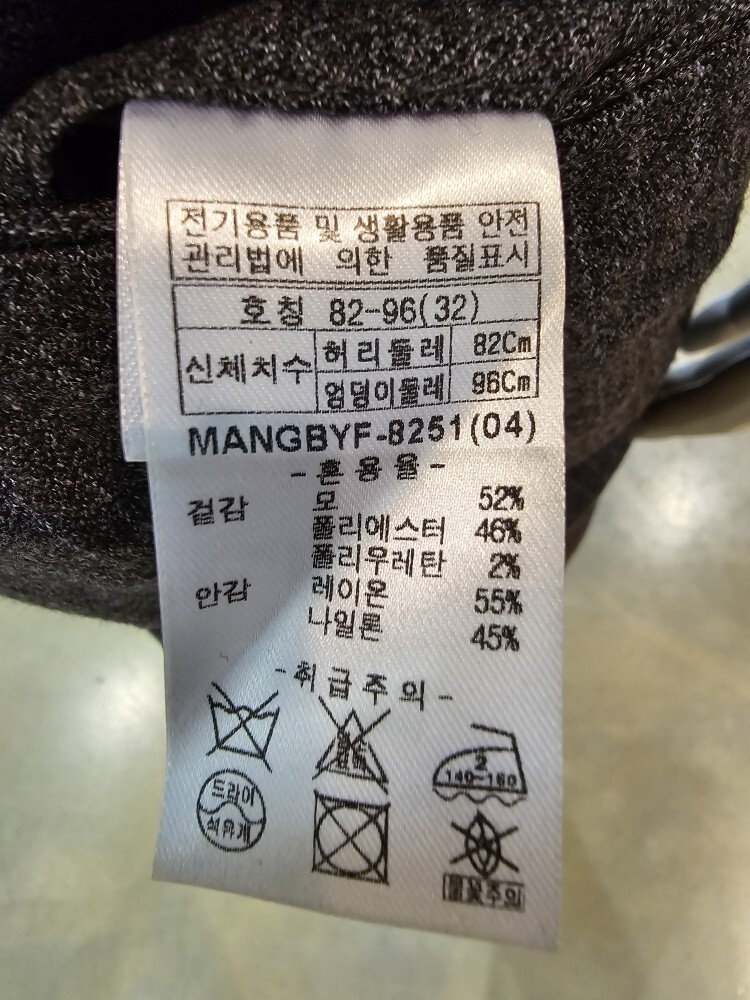 전기용품 및 생활용품 안전
관리법에 의한 품질표시
호칭 82-96(32)
신체치수 허리둘레 82Cm
엉덩이둘레 96Cm
MANGBYF-8251(04)
-혼용율-
겉감 모 52%
폴리에스터 46%
폴리우레탄 2%
안감 레이온 55%
나일론 45%
-취급주의-
2
140~160
드라이
석유계
불꽃주의